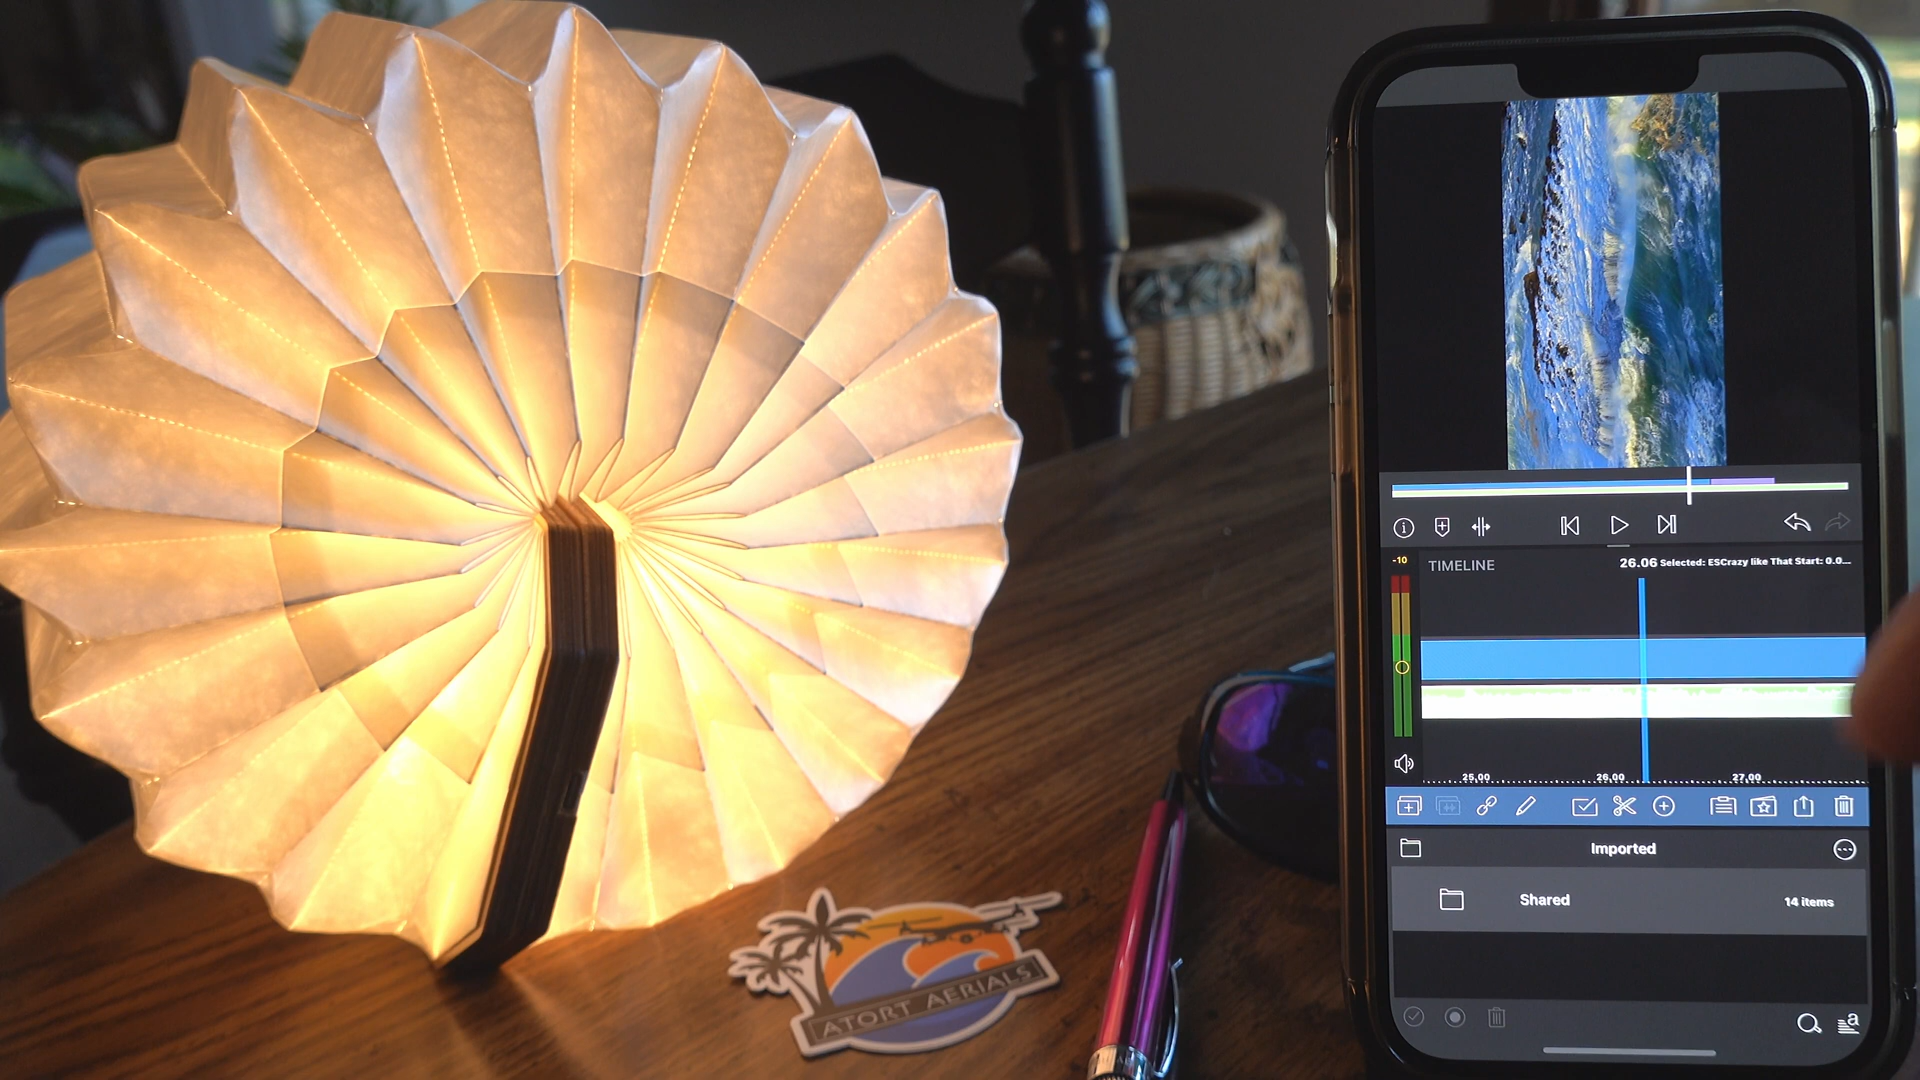 -10
TIMELINE
26.06 Selected: ESCrazy like That Start: 0.0...
25.00 26.00 27.00
Imported
Shared
14 items
a
ATORT AERIALS